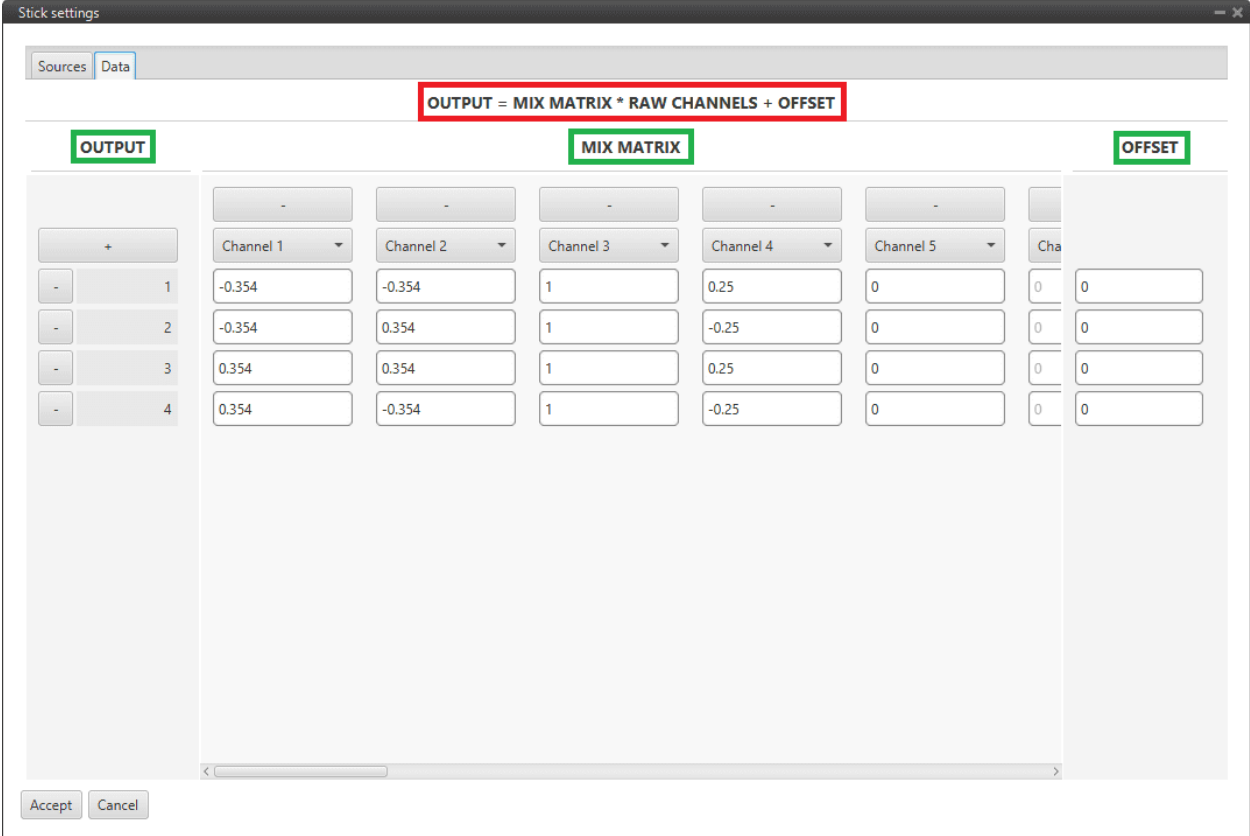 Stick settings
Sources Data
OUTPUT = MIX MATRIX * RAW CHANNELS + OFFSET
OUTPUT MIX MATRIX OFFSET
- - - - -
+ Channel 1 Channel 2 Channel 3 Channel 4 Channel 5 Cha
- 1 -0.354 -0.354 1 0.25 0 0 0
- 2 -0.354 0.354 1 -0.25 0 0 0
- 3 0.354 0.354 1 0.25 0 0 0
- 4 0.354 -0.354 1 -0.25 0 0 0
Accept Cancel